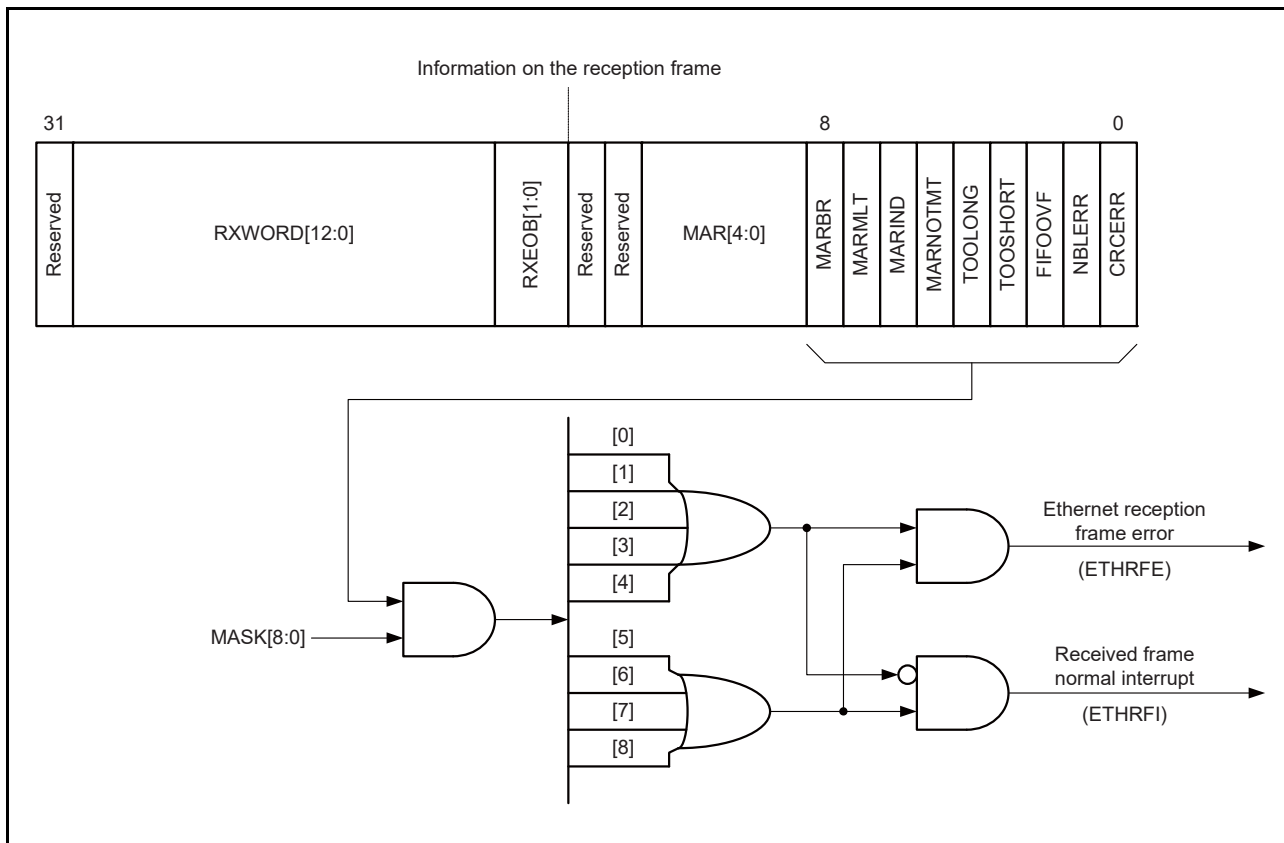 Information on the reception frame
31
8
0
Reserved
RXWORD[12:0]
RXEOB[1:0]
Reserved
Reserved
MAR[4:0]
MARBR
MARMLT
MARIND
MARNOTMT
TOOLONG
TOOSHORT
FIFOOVF
NBLERR
CRCERR
[0]
[1]
[2]
[3]
[4]
[5]
[6]
[7]
[8]
MASK[8:0]
Ethernet reception
frame error
(ETHRFE)
Received frame
normal interrupt
(ETHRFI)